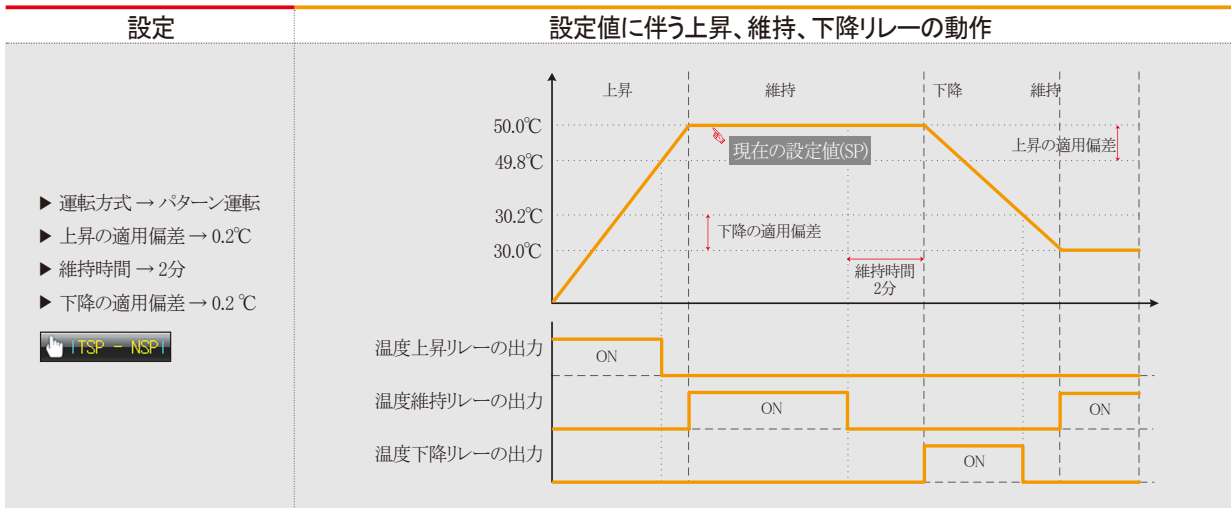 設定
設定値に伴う上昇、維持、下降リレーの動作
▶ 運転方式 → パターン運転
▶ 上昇の適用偏差 → 0.2℃
▶ 維持時間 → 2分
▶ 下降の適用偏差 → 0.2 ℃
TSP - NSP
上昇
維持
下降
維持
50.0℃
現在の設定値(SP)
上昇の適用偏差
49.8℃
30.2℃
下降の適用偏差
30.0℃
維持時間
2分
温度上昇リレーの出力
ON
温度維持リレーの出力
ON
ON
温度下降リレーの出力
ON